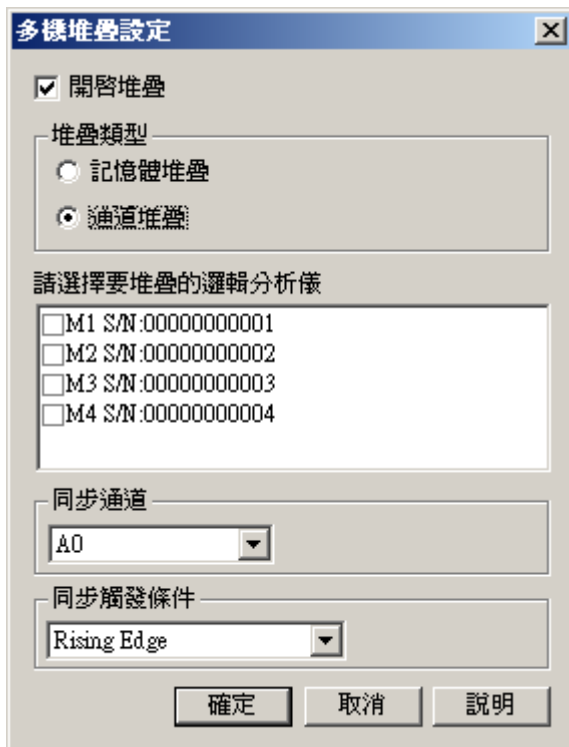 多機堆疊設定
開啓堆疊
堆疊類型
記憶體堆疊
通道堆疊
請選擇要堆疊的邏輯分析儀
M1 S/N:00000000001
M2 S/N:00000000002
M3 S/N:00000000003
M4 S/N:00000000004
同步通道
A0
同步觸發條件
Rising Edge
確定 取消 說明